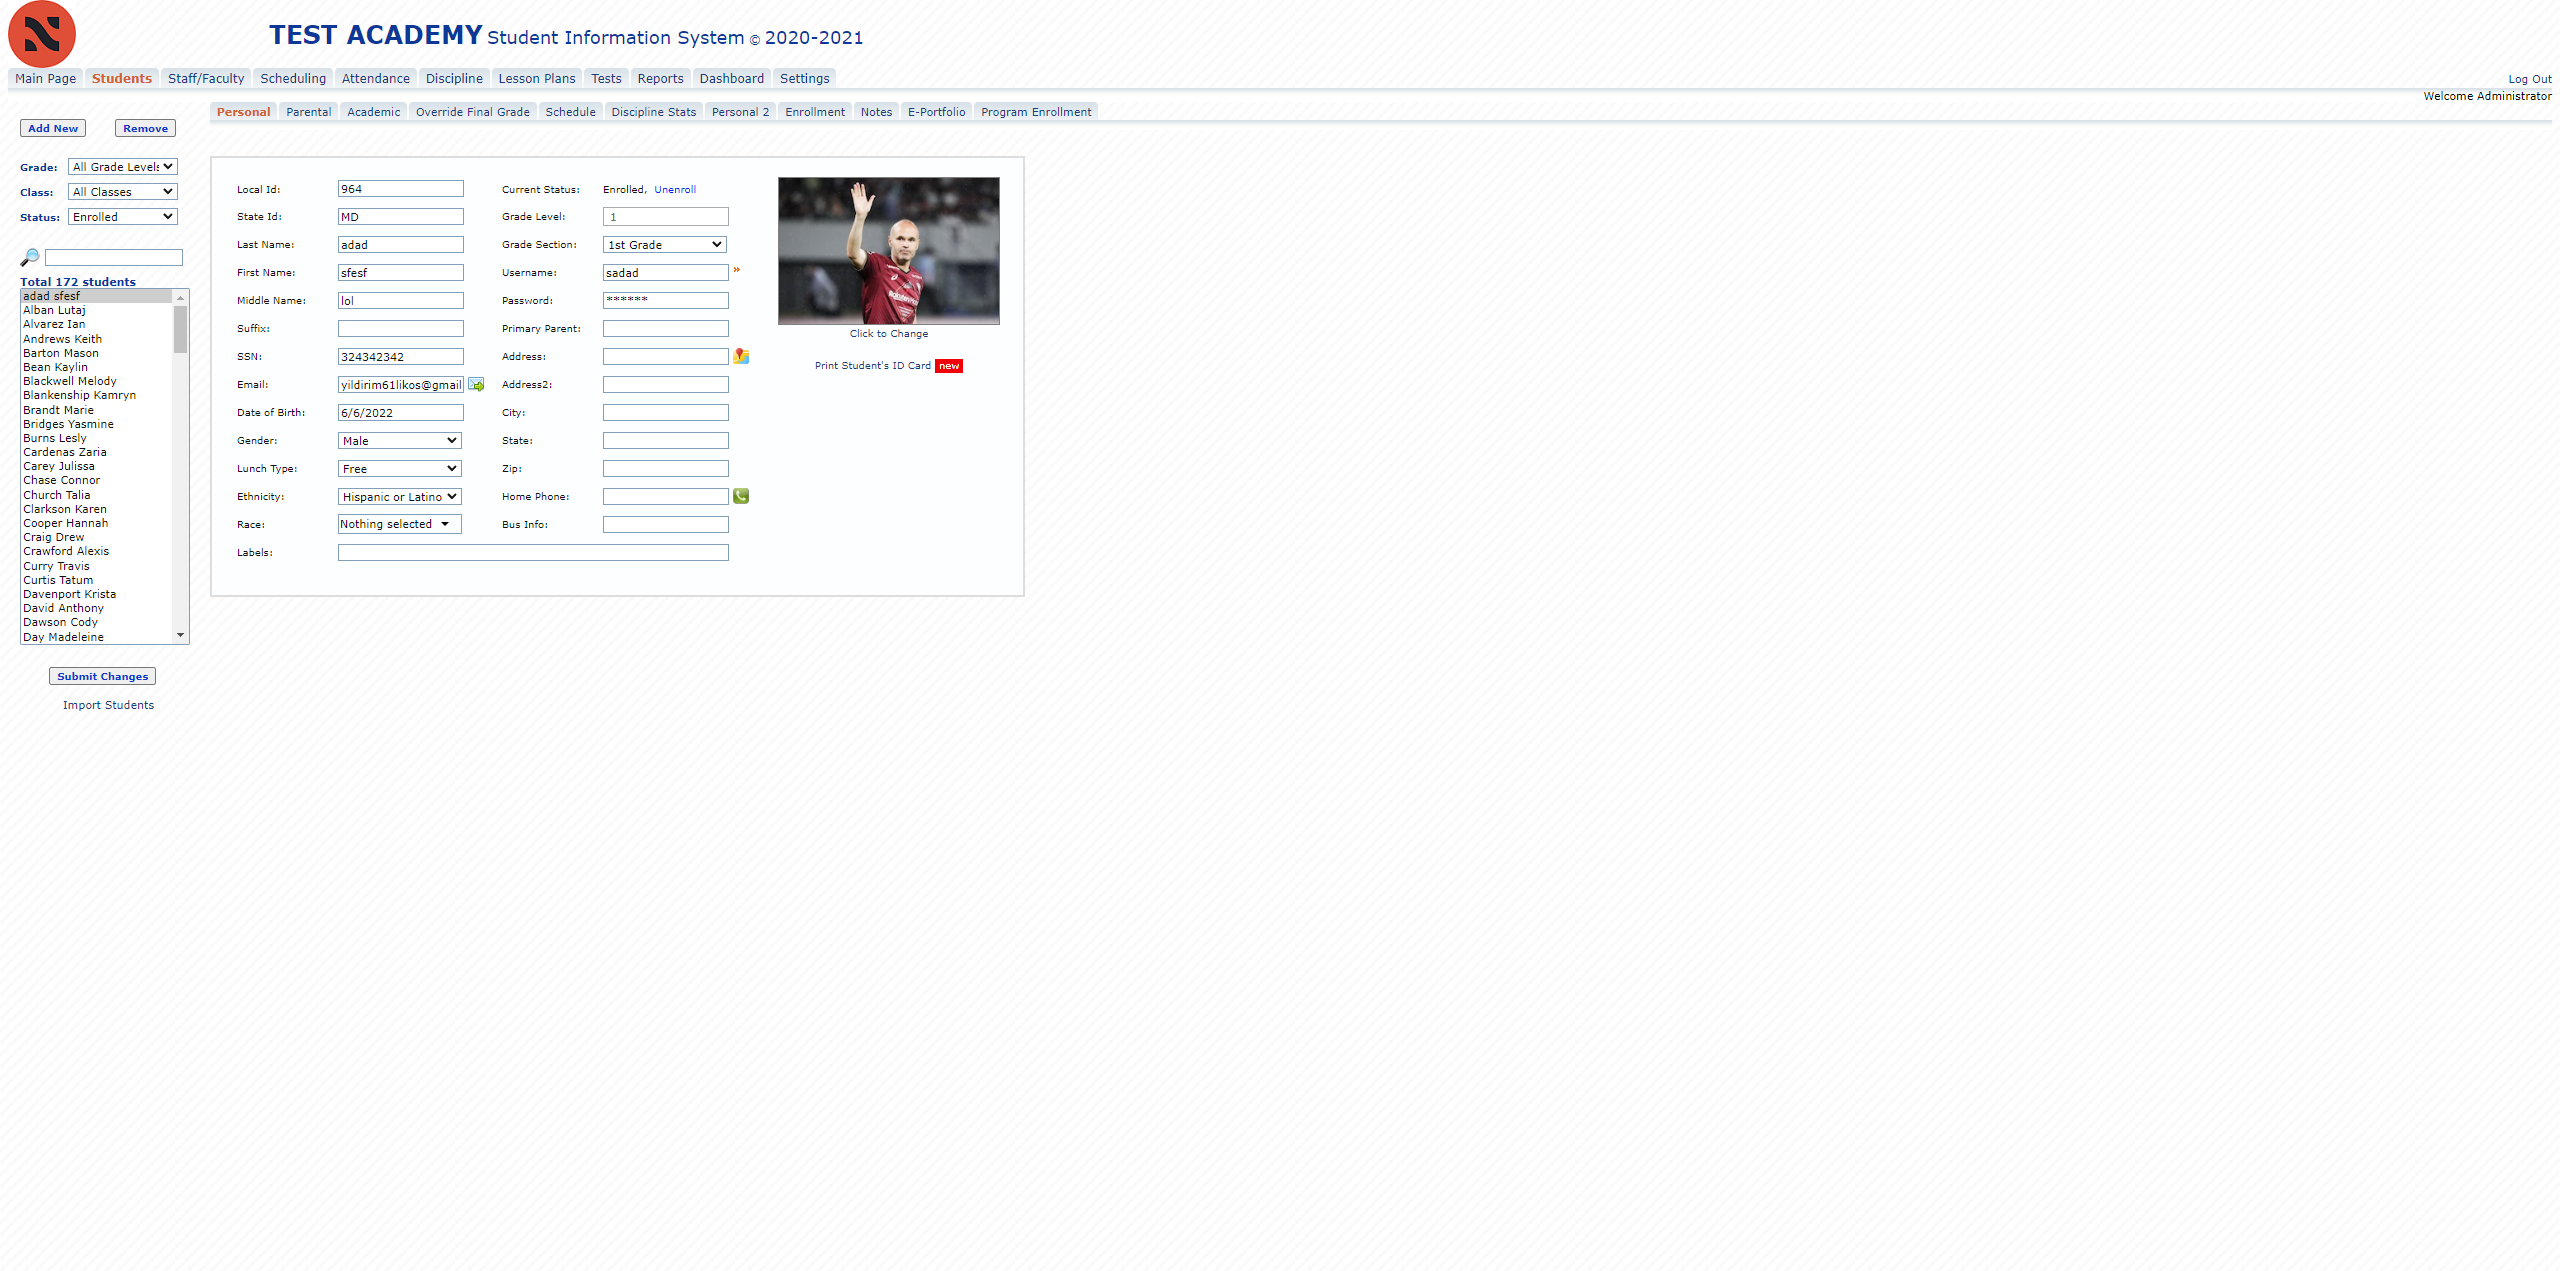 TEST ACADEMY Student Information System © 2020-2021
Main Page Students Staff/Faculty Scheduling Attendance Discipline Lesson Plans Tests Reports Dashboard Settings Log Out
Welcome Administrator
Personal Parental Academic Override Final Grade Schedule Discipline Stats Personal 2 Enrollment Notes E-Portfolio Program Enrollment
Add New Remove
Grade: All Grade Levels
Class: All Classes
Status: Enrolled
Total 172 students
adad sfesf
Alban Lutaj
Alvarez Ian
Andrews Keith
Barton Mason
Bean Kaylin
Blackwell Melody
Blankenship Kamryn
Brandt Marie
Bridges Yasmine
Burns Lesly
Cardenas Zaria
Carey Julissa
Chase Connor
Church Talia
Clarkson Karen
Cooper Hannah
Craig Drew
Crawford Alexis
Curry Travis
Curtis Tatum
Davenport Krista
David Anthony
Dawson Cody
Day Madeleine
Submit Changes
Import Students
Local Id: 964 Current Status: Enrolled, Unenroll
State Id: MD Grade Level: 1
Last Name: adad Grade Section: 1st Grade
First Name: sfesf Username: sadad »
Middle Name: lol Password: ******
Suffix: Primary Parent:
SSN: 324342342 Address:
Email: yildirim61likos@gmail Address2:
Date of Birth: 6/6/2022 City:
Gender: Male State:
Lunch Type: Free Zip:
Ethnicity: Hispanic or Latino Home Phone:
Race: Nothing selected Bus Info:
Labels:
Click to Change
Print Student's ID Card new